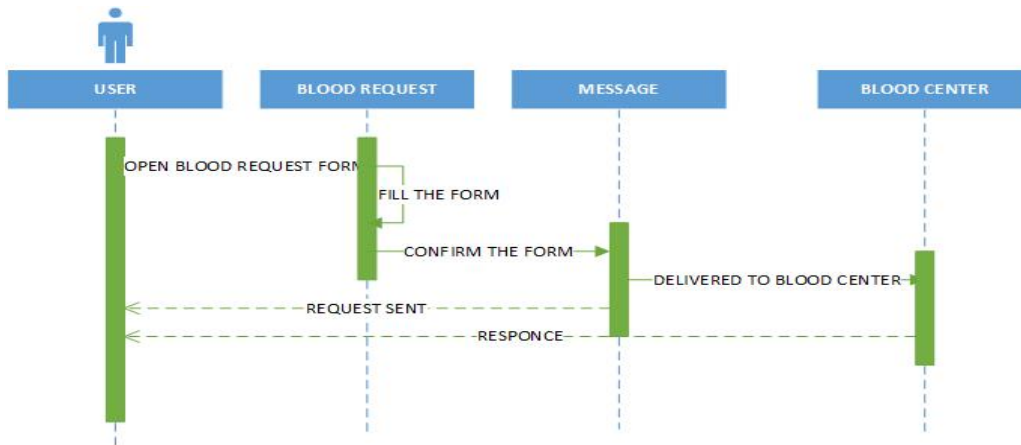 USER
BLOOD REQUEST
MESSAGE
BLOOD CENTER
OPEN BLOOD REQUEST FORM
FILL THE FORM
CONFIRM THE FORM
DELIVERED TO BLOOD CENTER
REQUEST SENT
RESPONCE